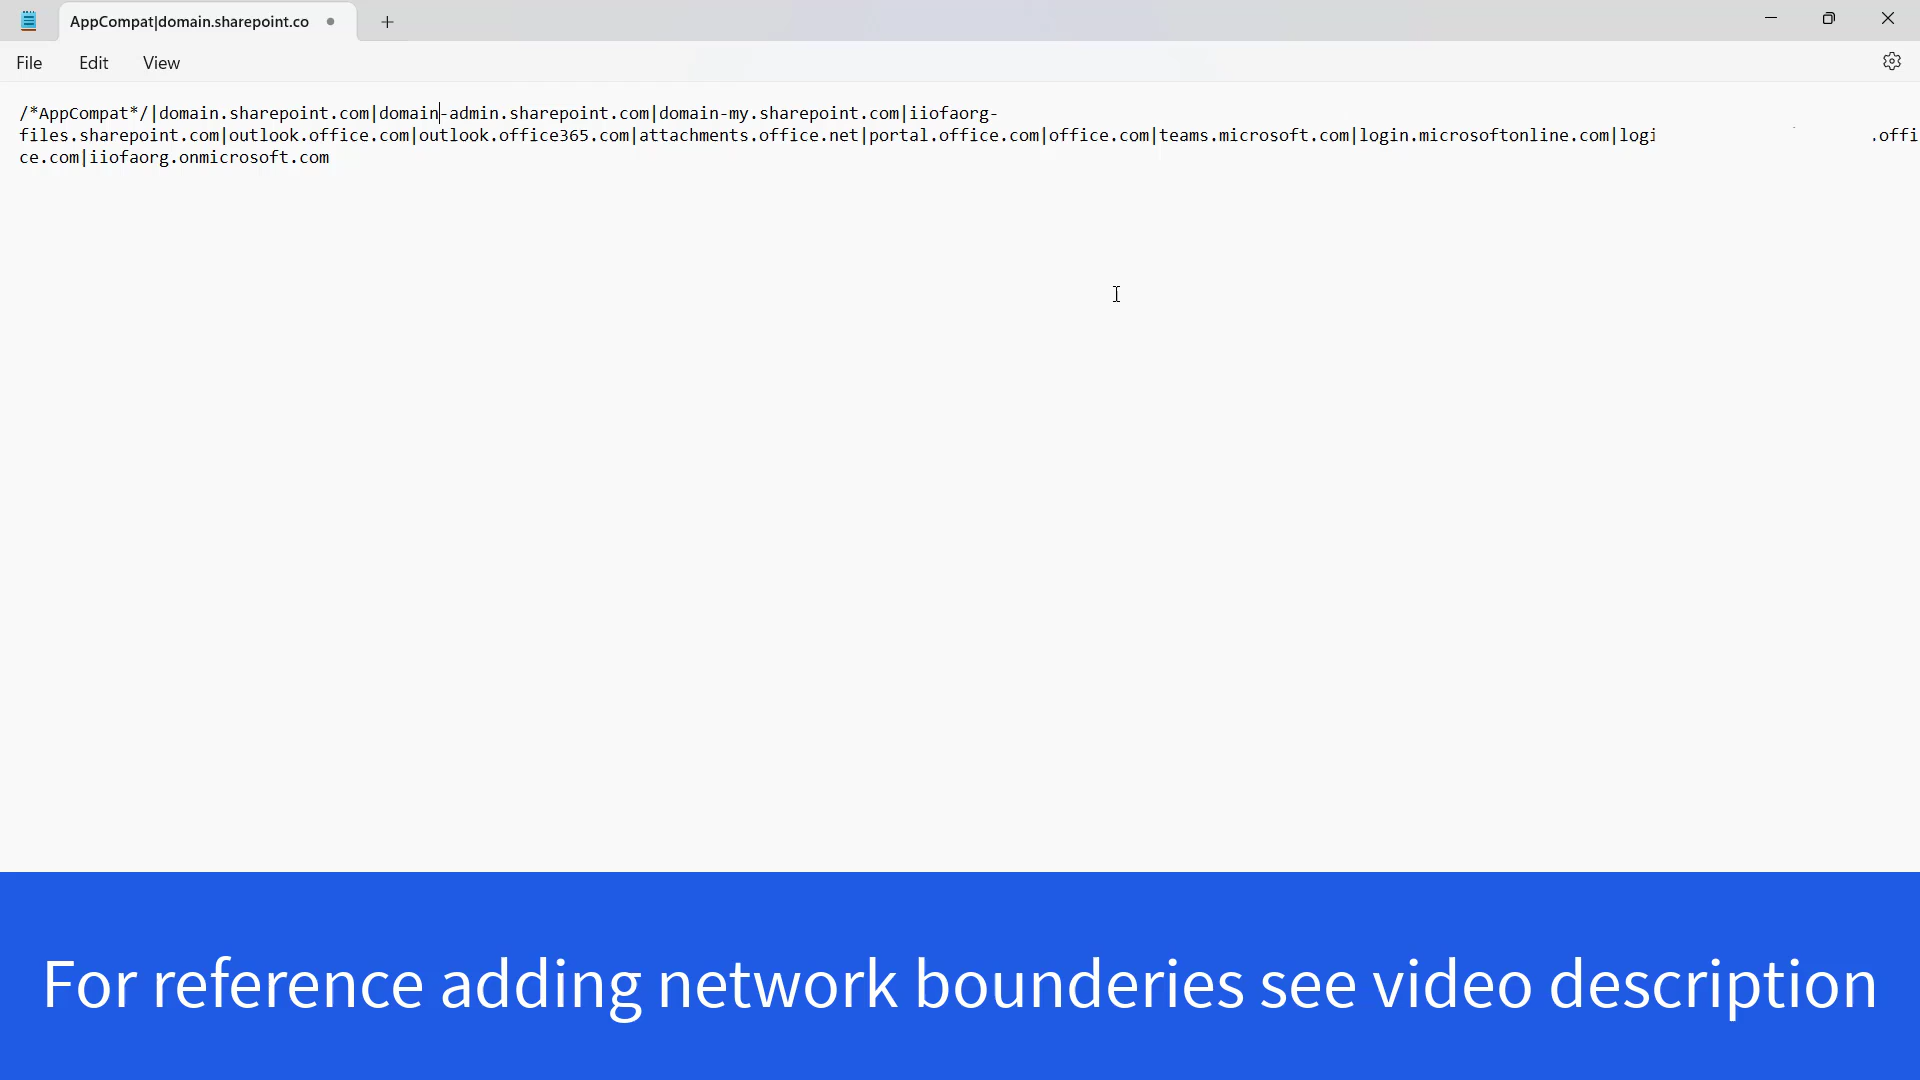 AppCompat|domain.sharepoint.co
File Edit View
/*AppCompat*/|domain.sharepoint.com|domain-admin.sharepoint.com|domain-my.sharepoint.com|iiofaorg-
files.sharepoint.com|outlook.office.com|outlook.office365.com|attachments.office.net|portal.office.com|office.com|teams.microsoft.com|login.microsoftonline.com|logi .offi
ce.com|iiofaorg.onmicrosoft.com
For reference adding network bounderies see video description